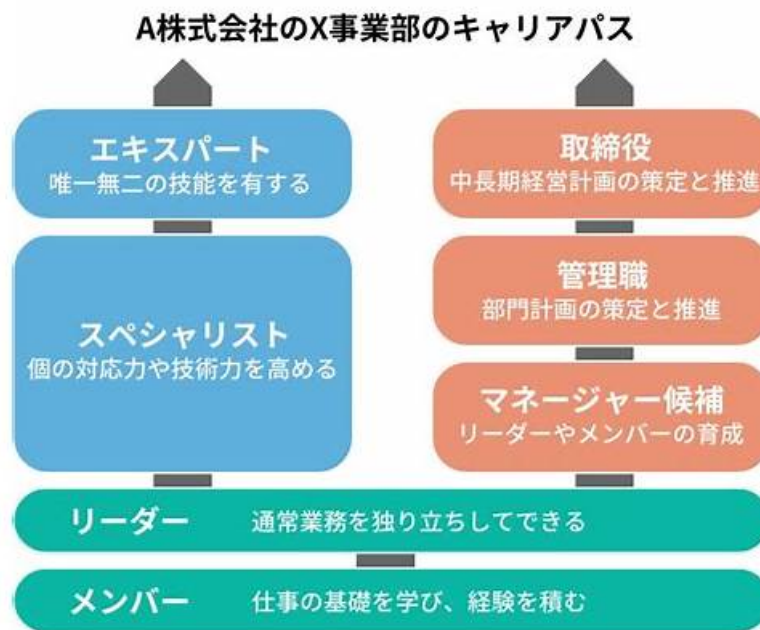 A株式会社のX事業部のキャリアパス
エキスパート
唯一無二の技能を有する
スペシャリスト
個の対応力や技術力を高める
取締役
中長期経営計画の策定と推進
管理職
部門計画の策定と推進
マネージャー候補
リーダーやメンバーの育成
リーダー 通常業務を独り立ちしてできる
メンバー 仕事の基礎を学び、経験を積む